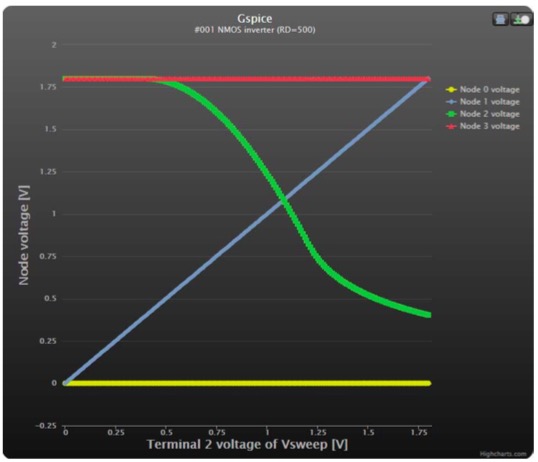 Gspice
#001 NMOS inverter (RD=500)
2
1.75
1.5
1.25
1
0.75
0.5
0.25
0
-0.25
Node voltage [V]
Node 0 voltage
Node 1 voltage
Node 2 voltage
Node 3 voltage
0 0.25 0.5 0.75 1 1.25 1.5 1.75
Terminal 2 voltage of Vsweep [V]
Highcharts.com